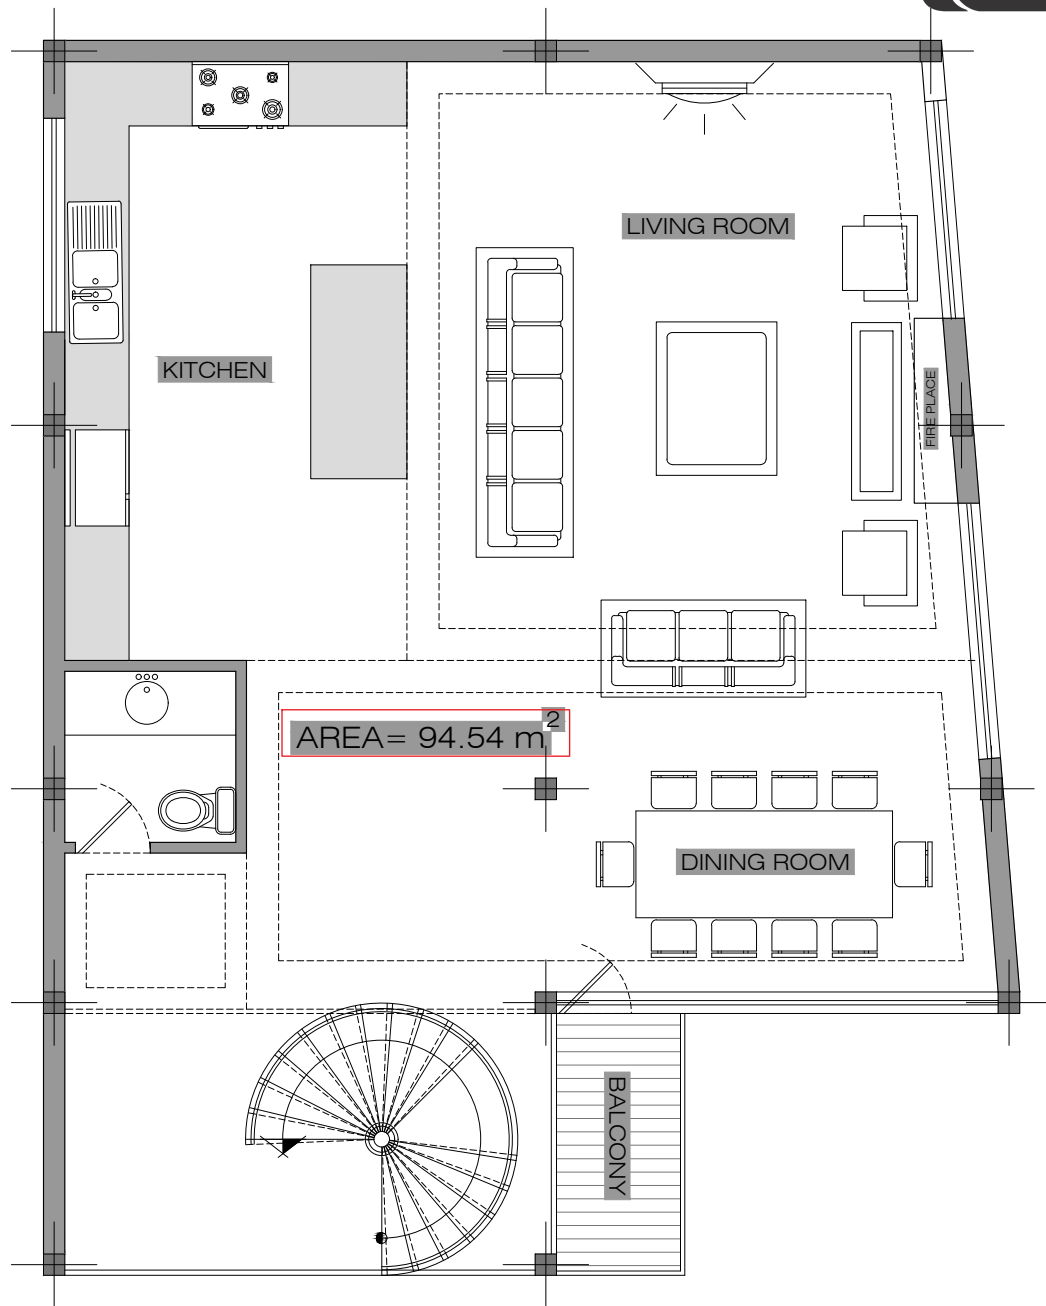 LIVING ROOM
KITCHEN
FIRE PLACE
AREA= 94.54 m2
DINING ROOM
BALCONY